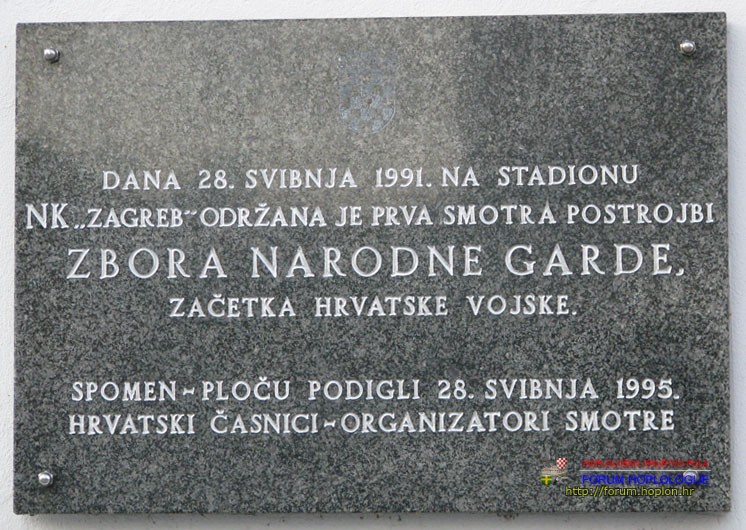 DANA 28. SVIBNJA 1991. NA STADIONU
NK „ZAGREB“ ODRŽANA JE PRVA SMOTRA POSTROJBI
ZBORA NARODNE GARDE,
ZAČETKA HRVATSKE VOJSKE.
SPOMEN-PLOČU PODIGLI 28. SVIBNJA 1995.
HRVATSKI ČASNICI-ORGANIZATORI SMOTRE
FORUM HOPLOLOGIJE
http://forum.hoplon.hr